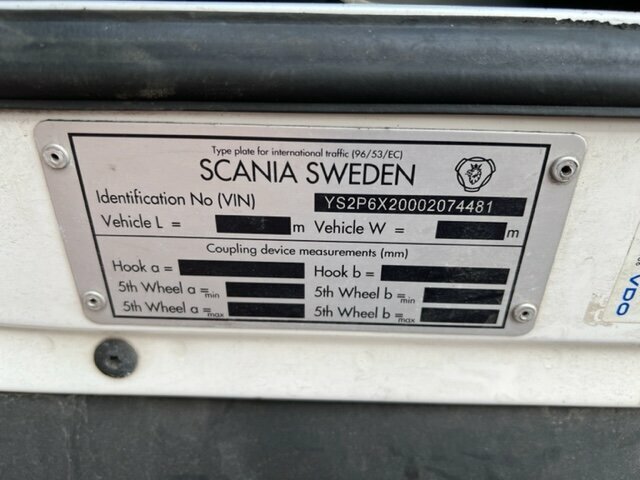 Type plate for international traffic (96/53/EC)
SCANIA SWEDEN
Identification No (VIN) YS2P6X20002074481
Vehicle L = m Vehicle W = m
Coupling device measurements (mm)
Hook a = Hook b =
5th Wheel a = min 5th Wheel b = min
5th Wheel a = max 5th Wheel b = max
VDO